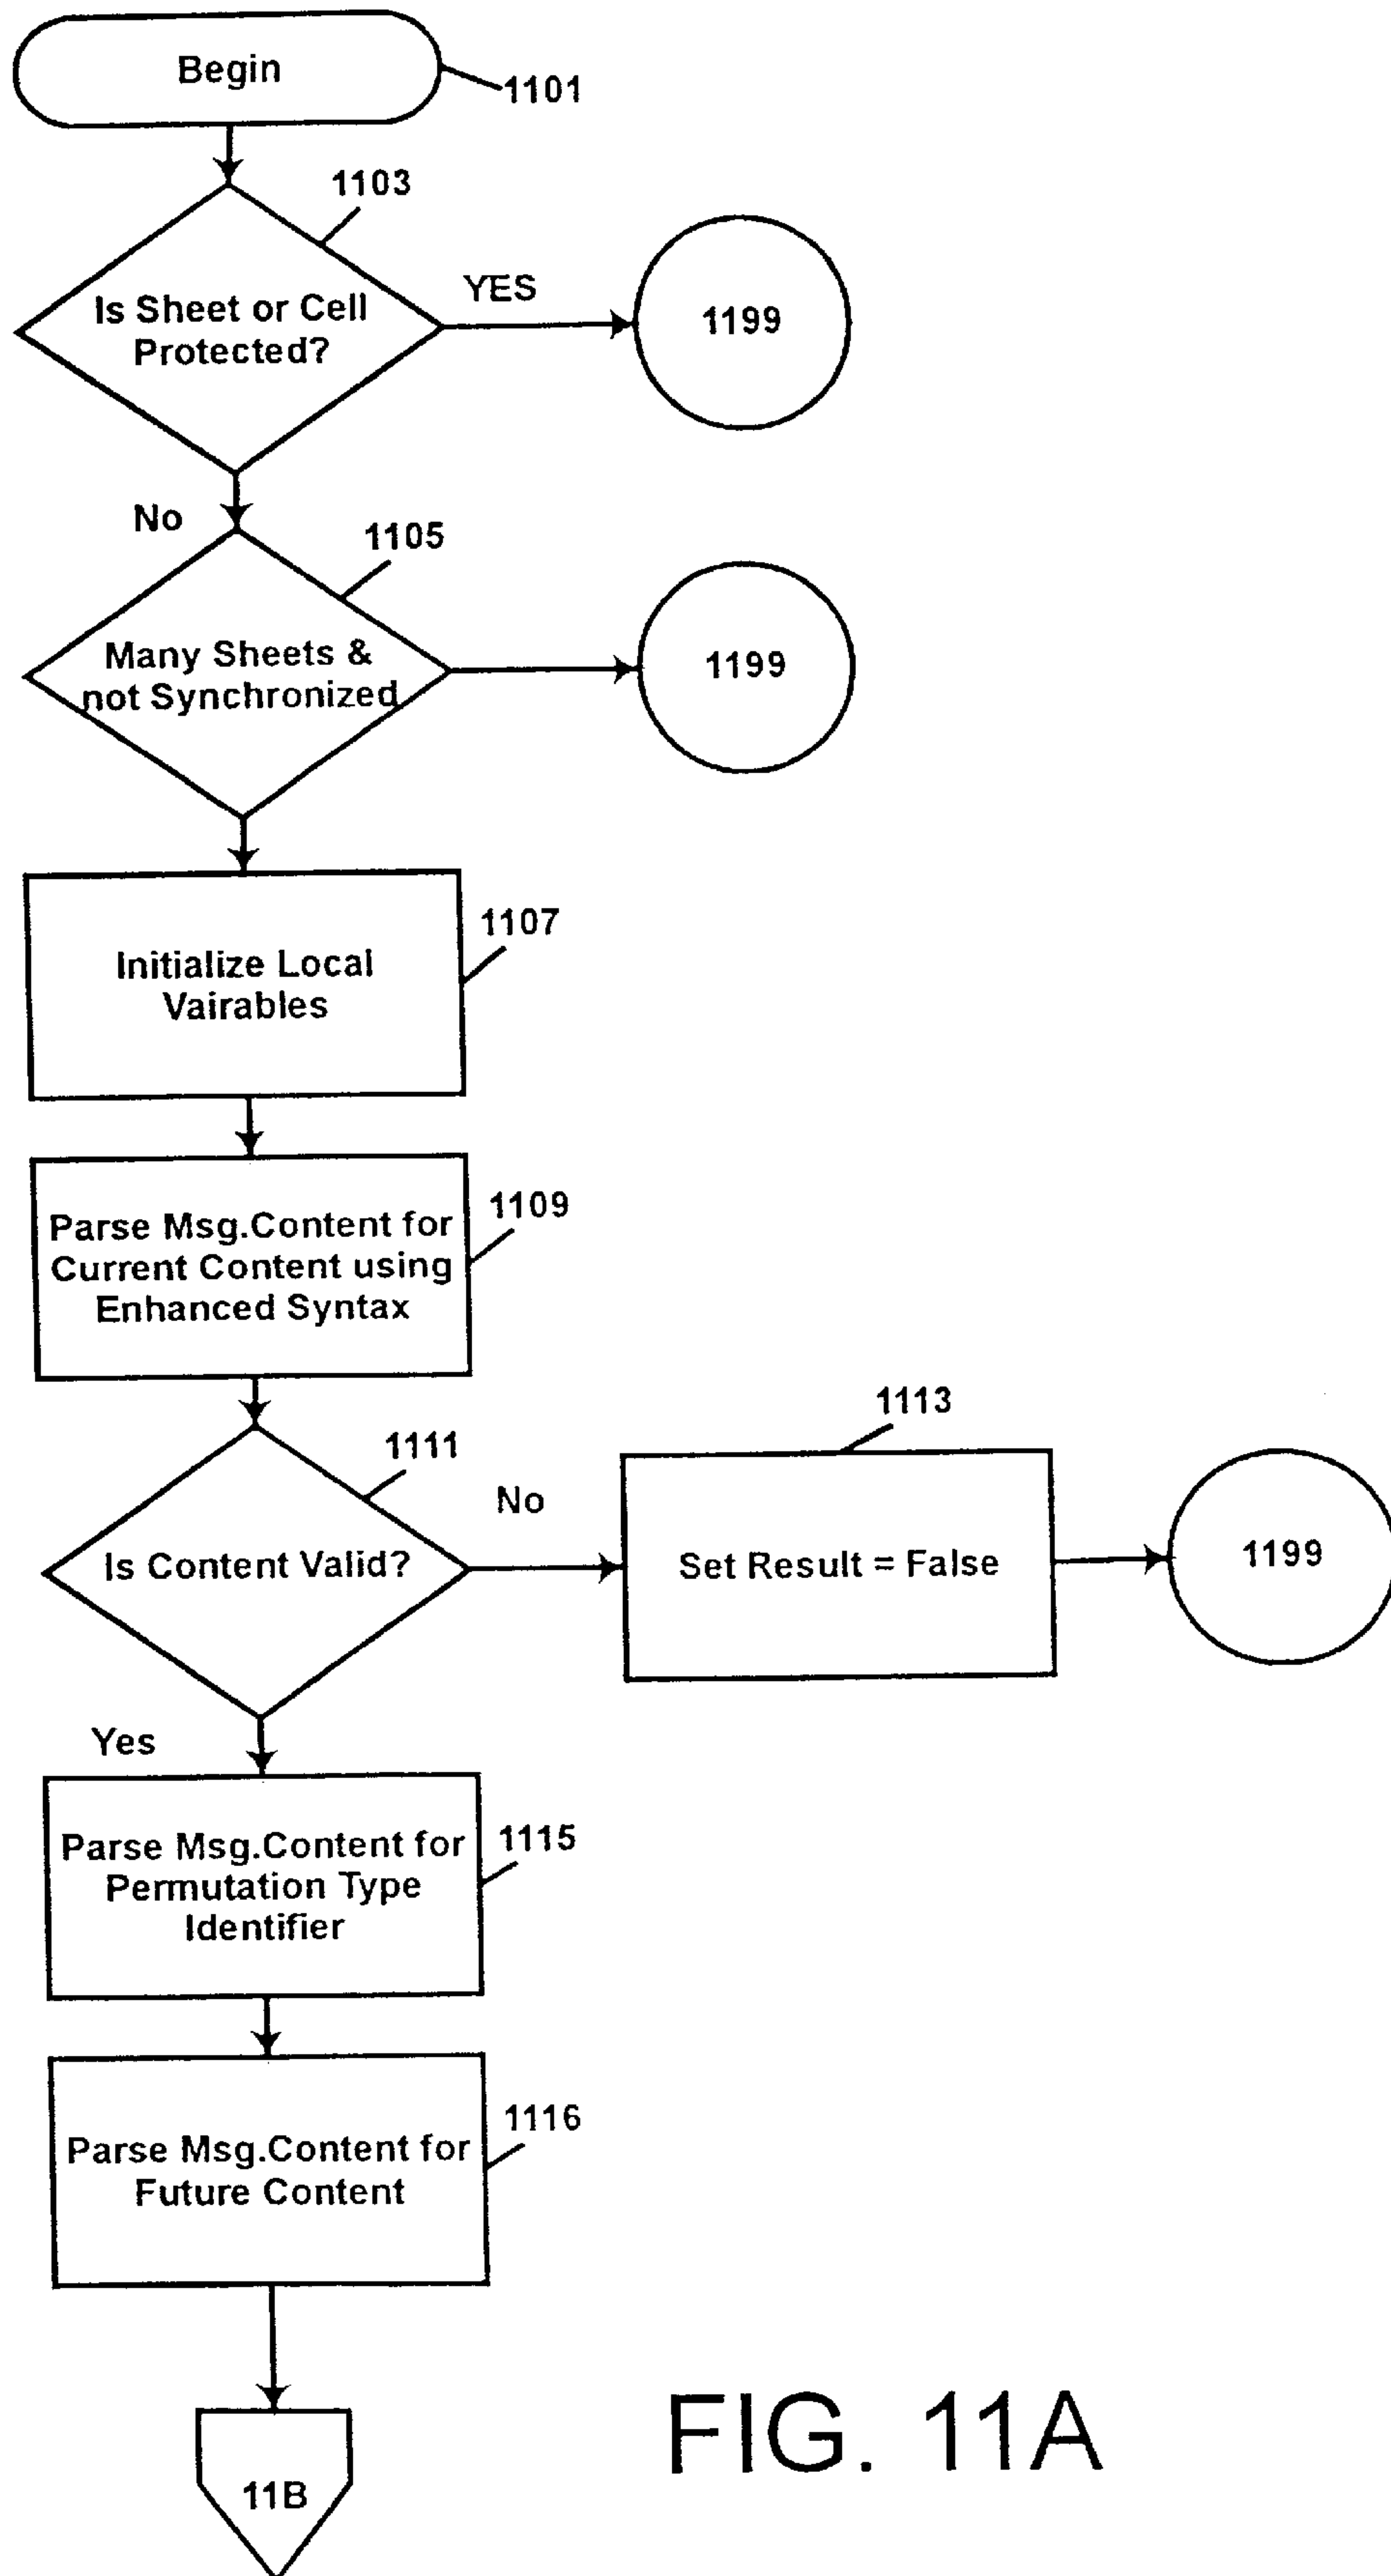 Begin
1101
1103
Is Sheet or Cell
Protected?
YES
1199
No
1105
Many Sheets &
not Synchronized
1199
Initialize Local
Vairables
1107
Parse Msg.Content for
Current Content using
Enhanced Syntax
1109
1111
Is Content Valid?
No
1113
Set Result = False
1199
Yes
Parse Msg.Content for
Permutation Type
Identifier
1115
Parse Msg.Content for
Future Content
1116
11B
FIG. 11A